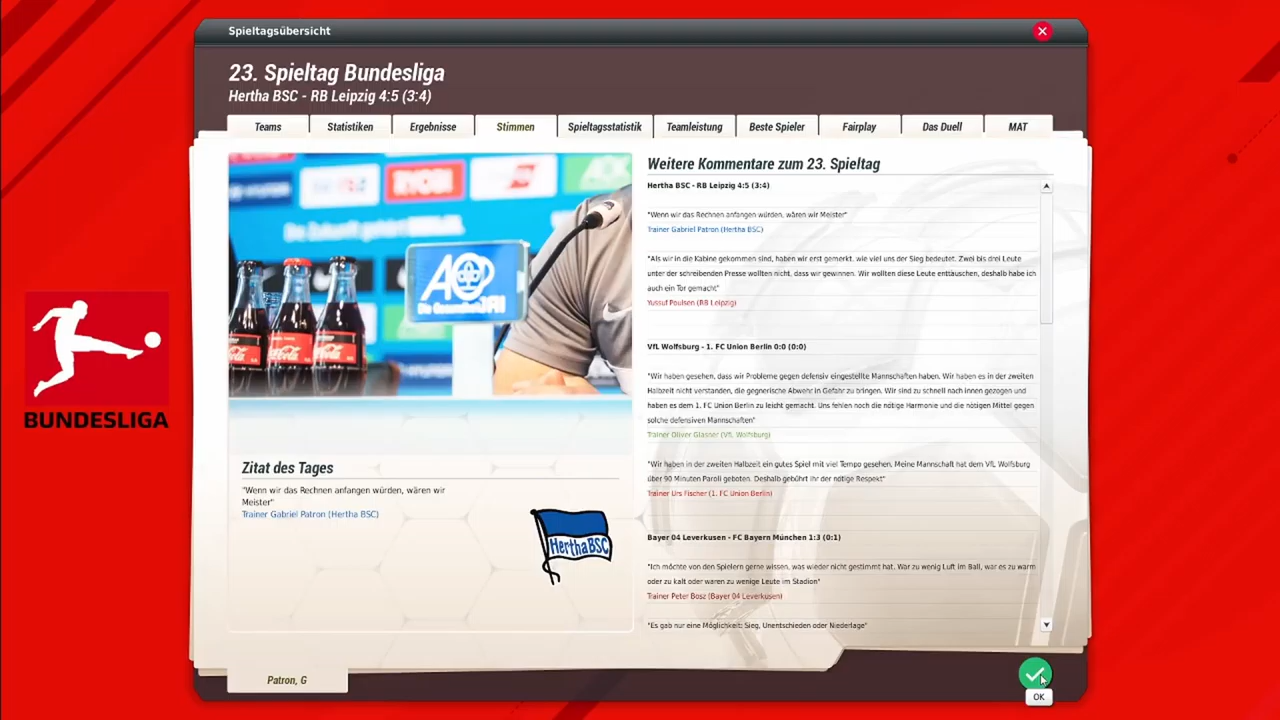 Spieltagsübersicht
23. Spieltag Bundesliga
Hertha BSC - RB Leipzig 4:5 (3:4)
Teams
Statistiken
Ergebnisse
Stimmen
Spieltagsstatistik
Teamleistung
Beste Spieler
Fairplay
Das Duell
MAT
RYOBI
AOK
Die Gesundheit
Coca-Cola
Weitere Kommentare zum 23. Spieltag
Hertha BSC - RB Leipzig 4:5 (3:4)
"Wenn wir das Rechnen anfangen würden, wären wir Meister"
Trainer Gabriel Patron (Hertha BSC)
"Als wir in die Kabine gekommen sind, haben wir erst gemerkt, wie viel uns der Sieg bedeutet. Zwei bis drei Leute
unter der schreibenden Presse wollten nicht, dass wir gewinnen. Wir wollten diese Leute enttäuschen, deshalb habe ich
auch ein Tor gemacht"
Yussuf Poulsen (RB Leipzig)
VfL Wolfsburg - 1. FC Union Berlin 0:0 (0:0)
"Wir haben gesehen, dass wir Probleme gegen defensiv eingestellte Mannschaften haben. Wir haben es in der zweiten
Halbzeit nicht verstanden, die gegnerische Abwehr in Gefahr zu bringen. Wir sind zu schnell nach innen gezogen und
haben es dem 1. FC Union Berlin zu leicht gemacht. Uns fehlen noch die nötige Harmonie und die nötigen Mittel gegen
solche defensiven Mannschaften"
Trainer Oliver Glasner (VfL Wolfsburg)
"Wir haben in der zweiten Halbzeit ein gutes Spiel mit viel Tempo gesehen. Meine Mannschaft hat dem VfL Wolfsburg
über 90 Minuten Paroli geboten. Deshalb gebührt ihr der nötige Respekt"
Trainer Urs Fischer (1. FC Union Berlin)
Bayer 04 Leverkusen - FC Bayern München 1:3 (0:1)
"Ich möchte von den Spielern gerne wissen, was wieder nicht gestimmt hat. War zu wenig Luft im Ball, war es zu warm
oder zu kalt oder waren zu wenige Leute im Stadion"
Trainer Peter Bosz (Bayer 04 Leverkusen)
"Es gab nur eine Möglichkeit: Sieg, Unentschieden oder Niederlage"
Zitat des Tages
"Wenn wir das Rechnen anfangen würden, wären wir
Meister"
Trainer Gabriel Patron (Hertha BSC)
Hertha BSC
BUNDESLIGA
Patron, G
OK